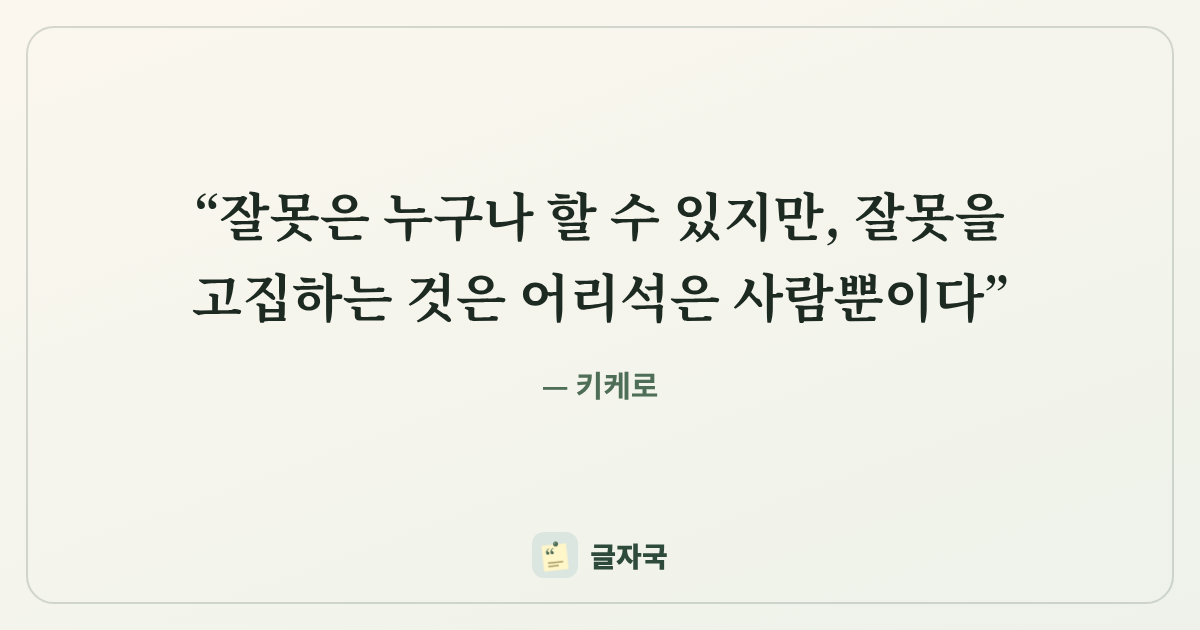 “잘못은 누구나 할 수 있지만, 잘못을
고집하는 것은 어리석은 사람뿐이다”
— 키케로
글자국